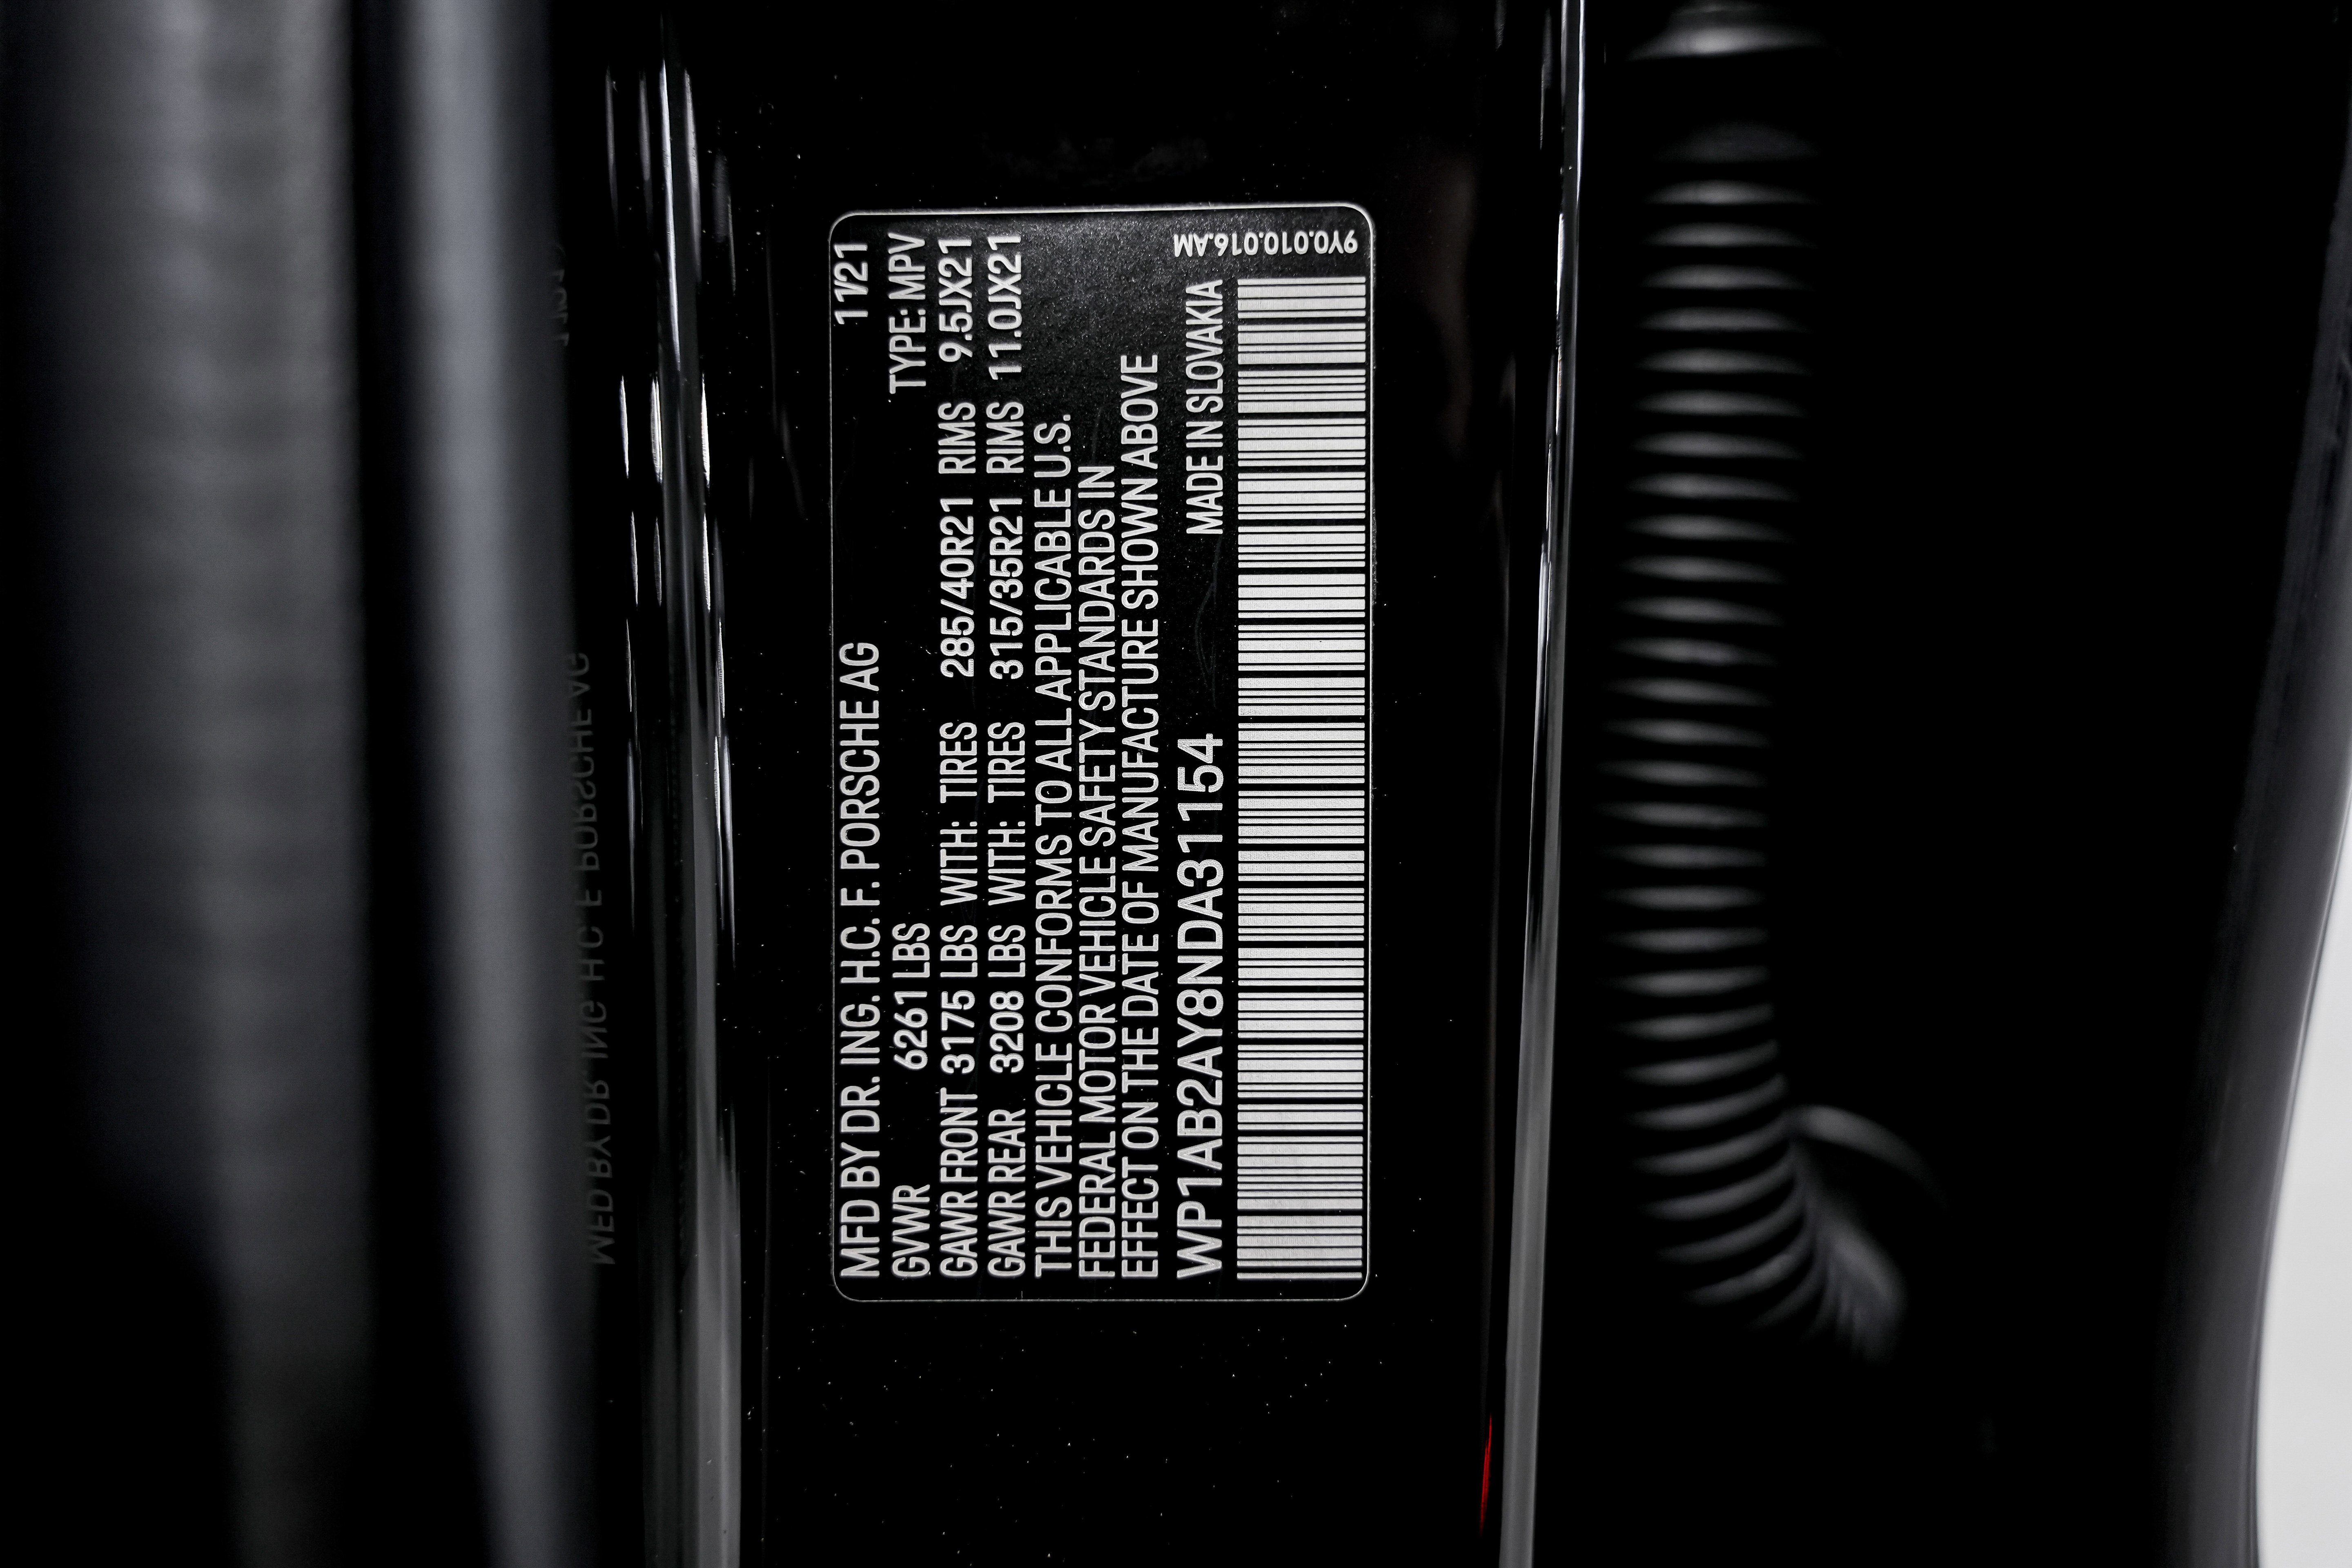 MFD BY DR. ING. H.C. F. PORSCHE AG 11/21
GVWR 6261 LBS TYPE: MPV
GAWR FRONT 3175 LBS WITH: TIRES 285/40R21 RIMS 9.5JX21
GAWR REAR 3208 LBS WITH: TIRES 315/35R21 RIMS 11.0JX21
THIS VEHICLE CONFORMS TO ALL APPLICABLE U.S.
FEDERAL MOTOR VEHICLE SAFETY STANDARDS IN
EFFECT ON THE DATE OF MANUFACTURE SHOWN ABOVE
WP1AB2AY8NDA31154 MADE IN SLOVAKIA
9Y0.010.016.AM